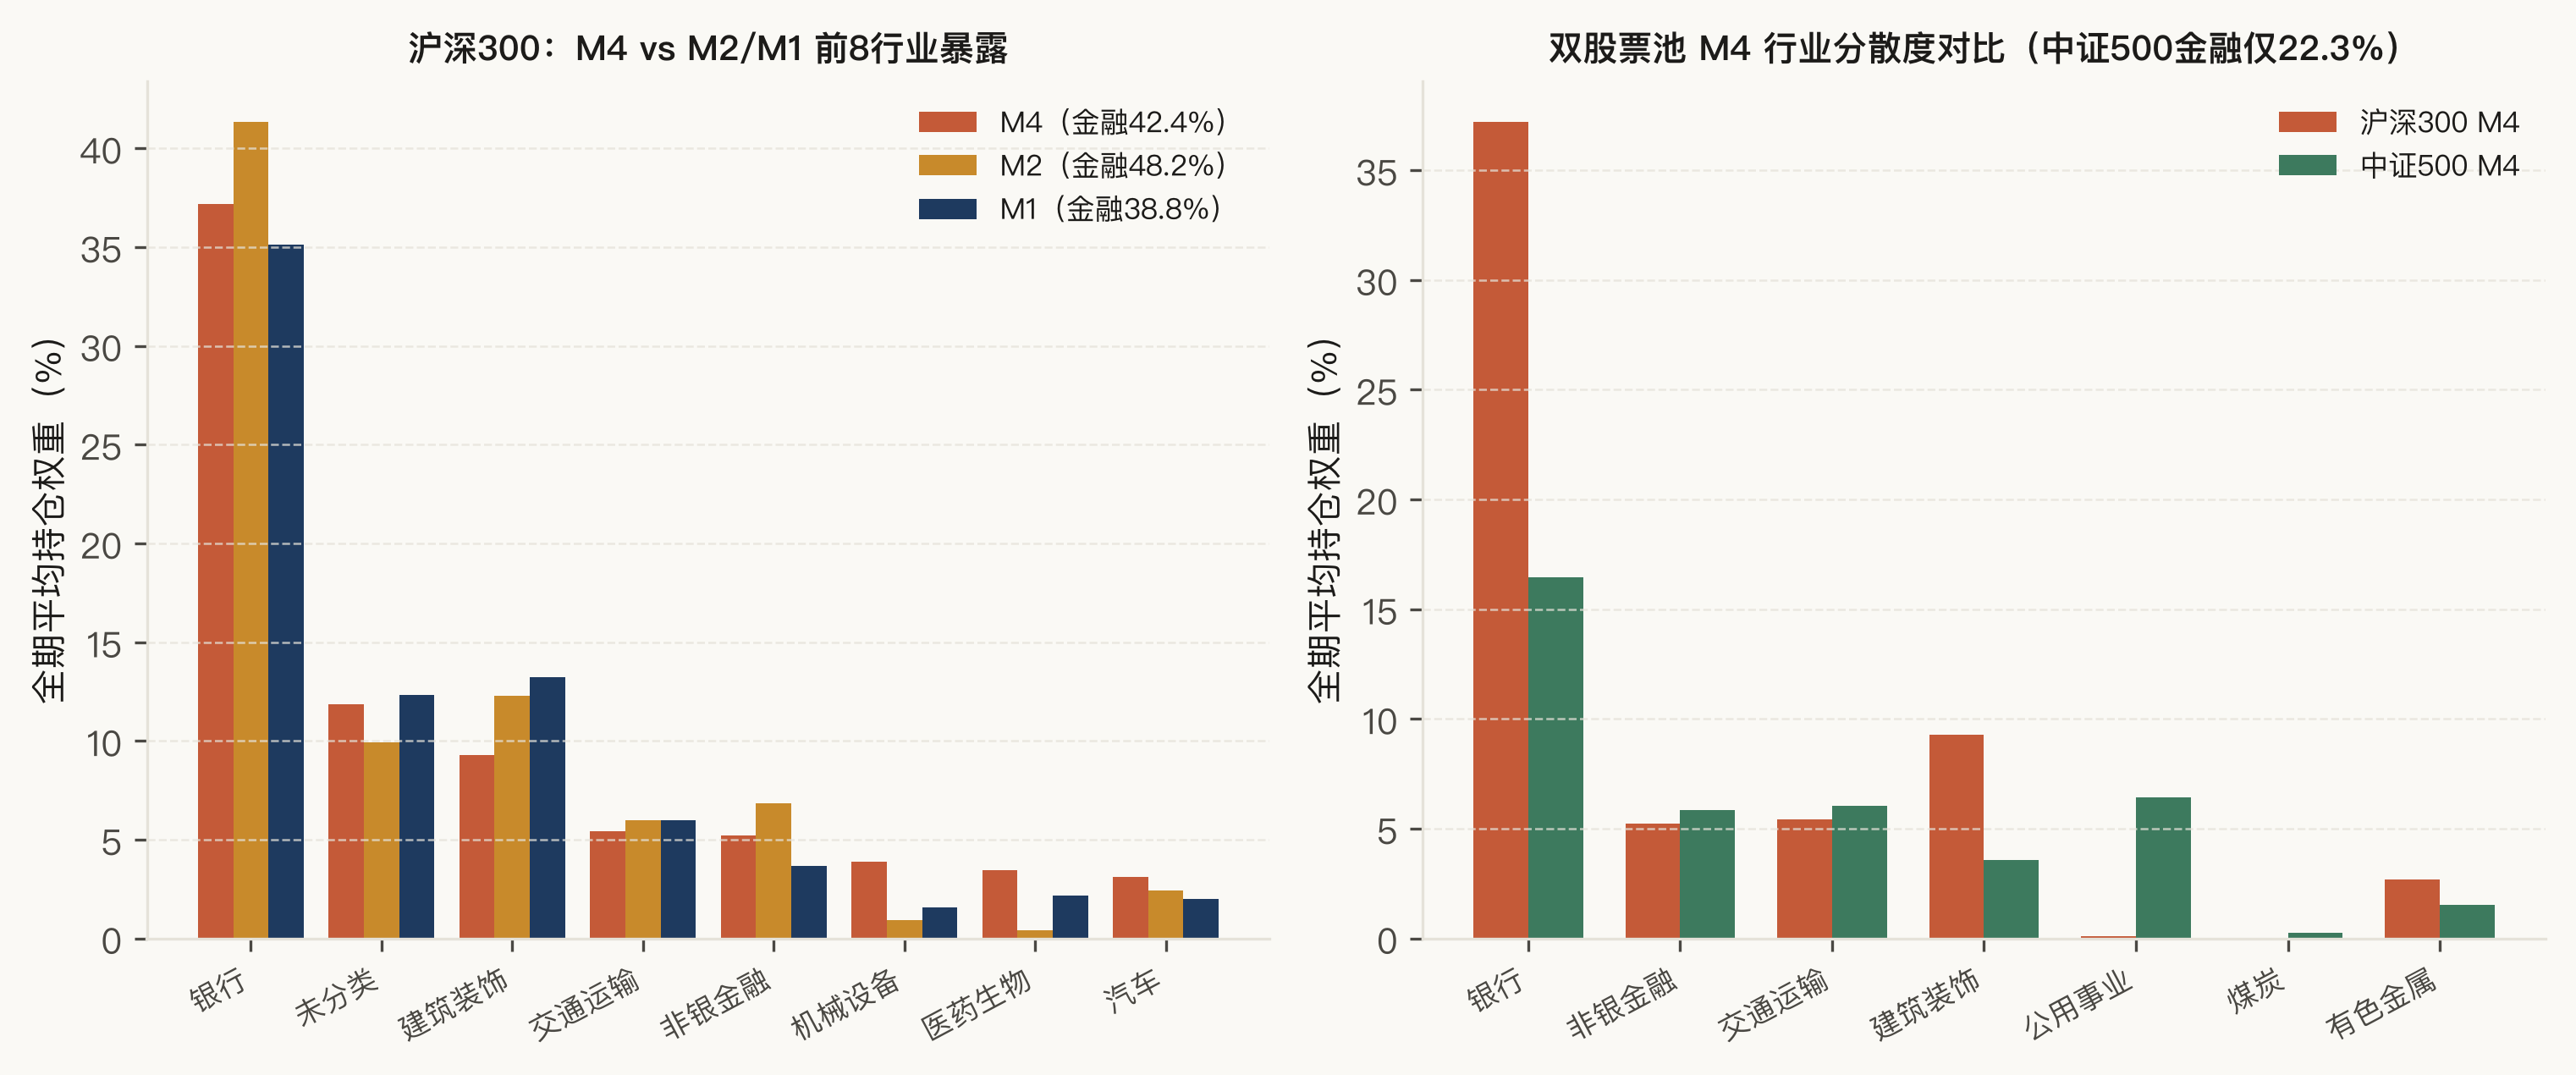 沪深300：M4 vs M2/M1 前8行业暴露
M4（金融42.4%）
M2（金融48.2%）
M1（金融38.8%）
全期平均持仓权重（%）
40
35
30
25
20
15
10
5
0
银行
未分类
建筑装饰
交通运输
非银金融
机械设备
医药生物
汽车
双股票池 M4 行业分散度对比（中证500金融仅22.3%）
沪深300 M4
中证500 M4
全期平均持仓权重（%）
35
30
25
20
15
10
5
0
银行
非银金融
交通运输
建筑装饰
公用事业
煤炭
有色金属